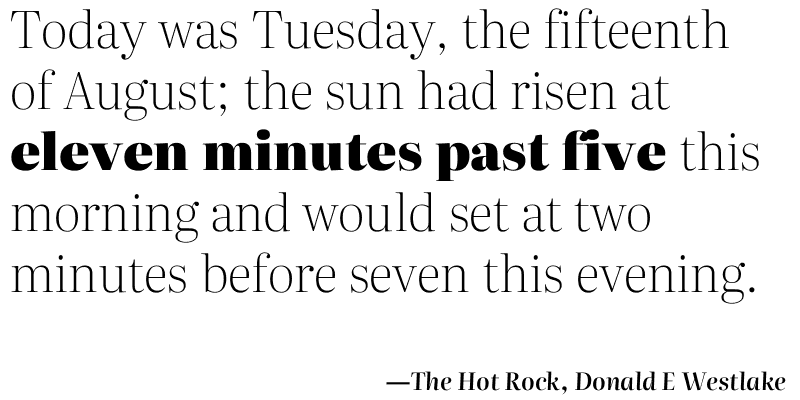 Today was Tuesday, the fifteenth
of August; the sun had risen at
eleven minutes past five this
morning and would set at two
minutes before seven this evening.
—The Hot Rock, Donald E Westlake